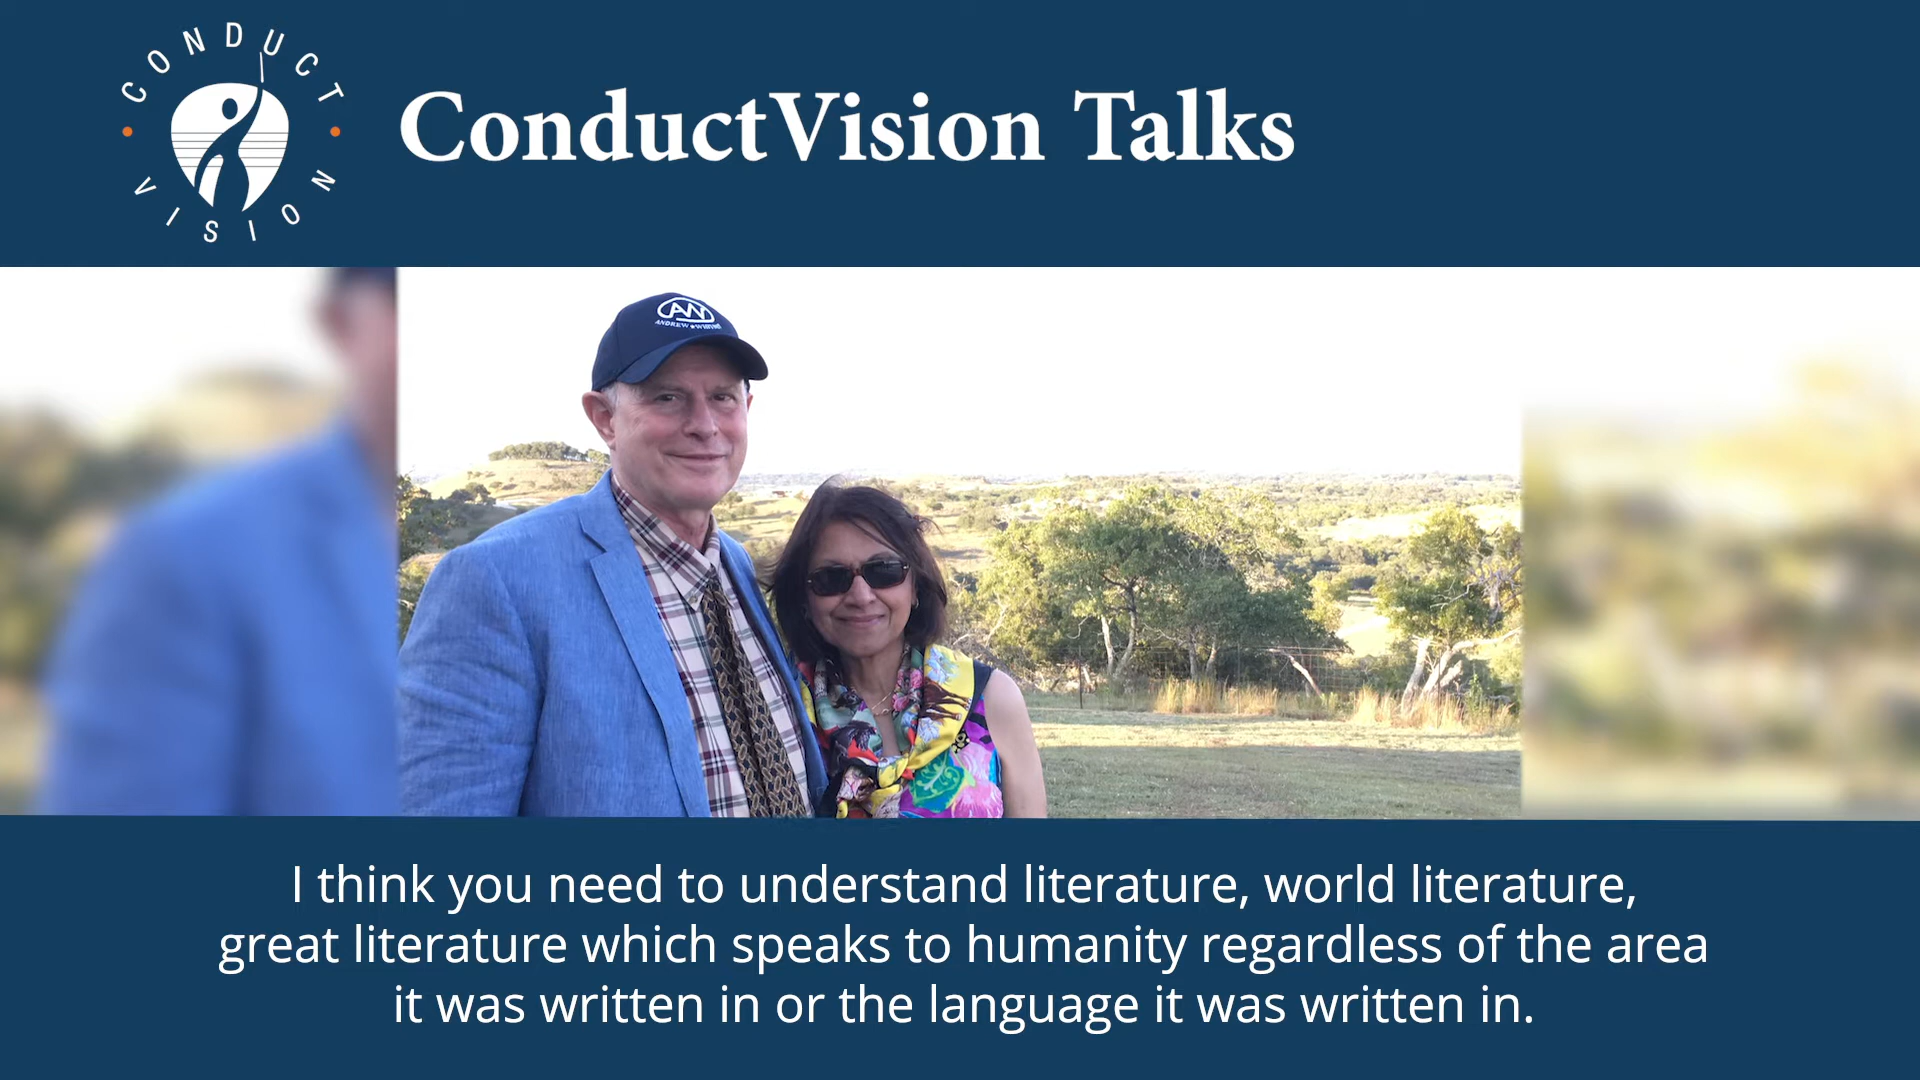 CONDUCT
VISION
ConductVision Talks
AW
I think you need to understand literature, world literature,
great literature which speaks to humanity regardless of the area
it was written in or the language it was written in.